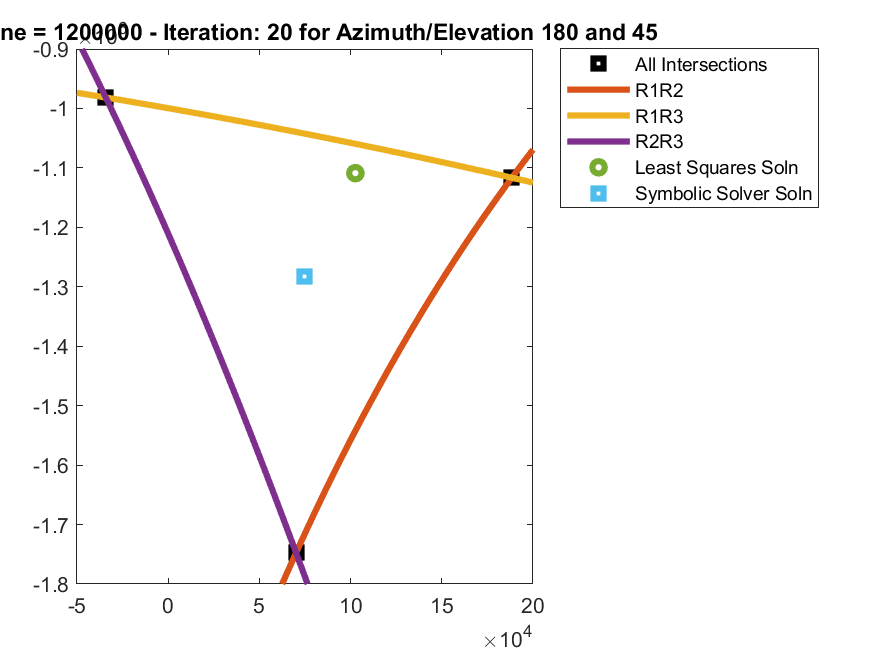 ne = 1200000 - Iteration: 20 for Azimuth/Elevation 180 and 45
-0.9
-1
-1.1
-1.2
-1.3
-1.4
-1.5
-1.6
-1.7
-1.8
-5 0 5 10 15 20
×10⁴
All Intersections
R1R2
R1R3
R2R3
Least Squares Soln
Symbolic Solver Soln